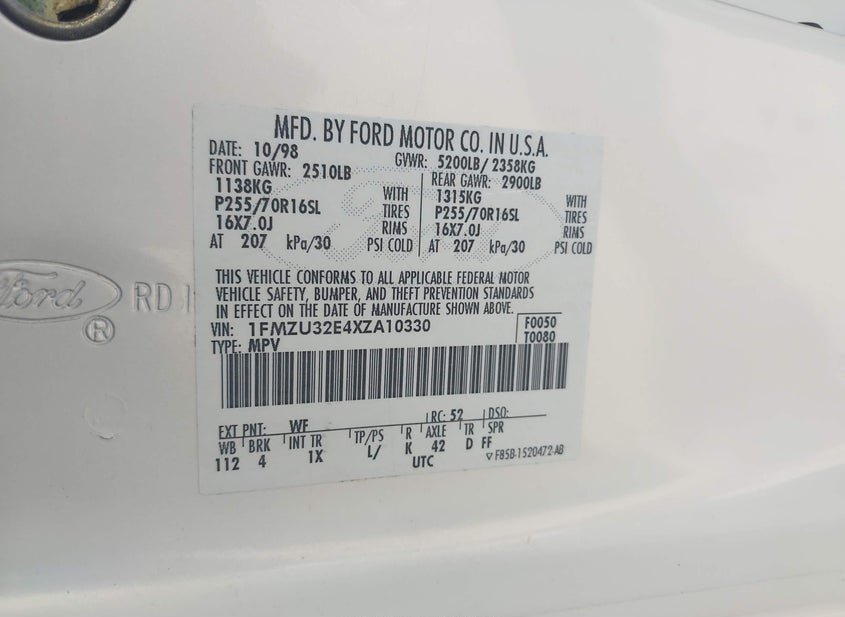 MFD. BY FORD MOTOR CO. IN U.S.A.
DATE: 10/98 GVWR: 5200LB/ 2358KG
FRONT GAWR: 2510LB REAR GAWR: 2900LB
1138KG WITH 1315KG WITH
P255/70R16SL TIRES P255/70R16SL TIRES
16X7.0J RIMS 16X7.0J RIMS
AT 207 kPa/30 PSI COLD AT 207 kPa/30 PSI COLD
THIS VEHICLE CONFORMS TO ALL APPLICABLE FEDERAL MOTOR
VEHICLE SAFETY, BUMPER, AND THEFT PREVENTION STANDARDS
IN EFFECT ON THE DATE OF MANUFACTURE SHOWN ABOVE.
VIN: 1FMZU32E4XZA10330 F0050
TYPE: MPV T0080
EXT PNT: WF RC: 52 DSO:
WB BRK INT TR TP/PS R AXLE TR SPR
112 4 1X L/ K 42 D FF
UTC ▽ F85B-1520472-AB
Ford RD
®